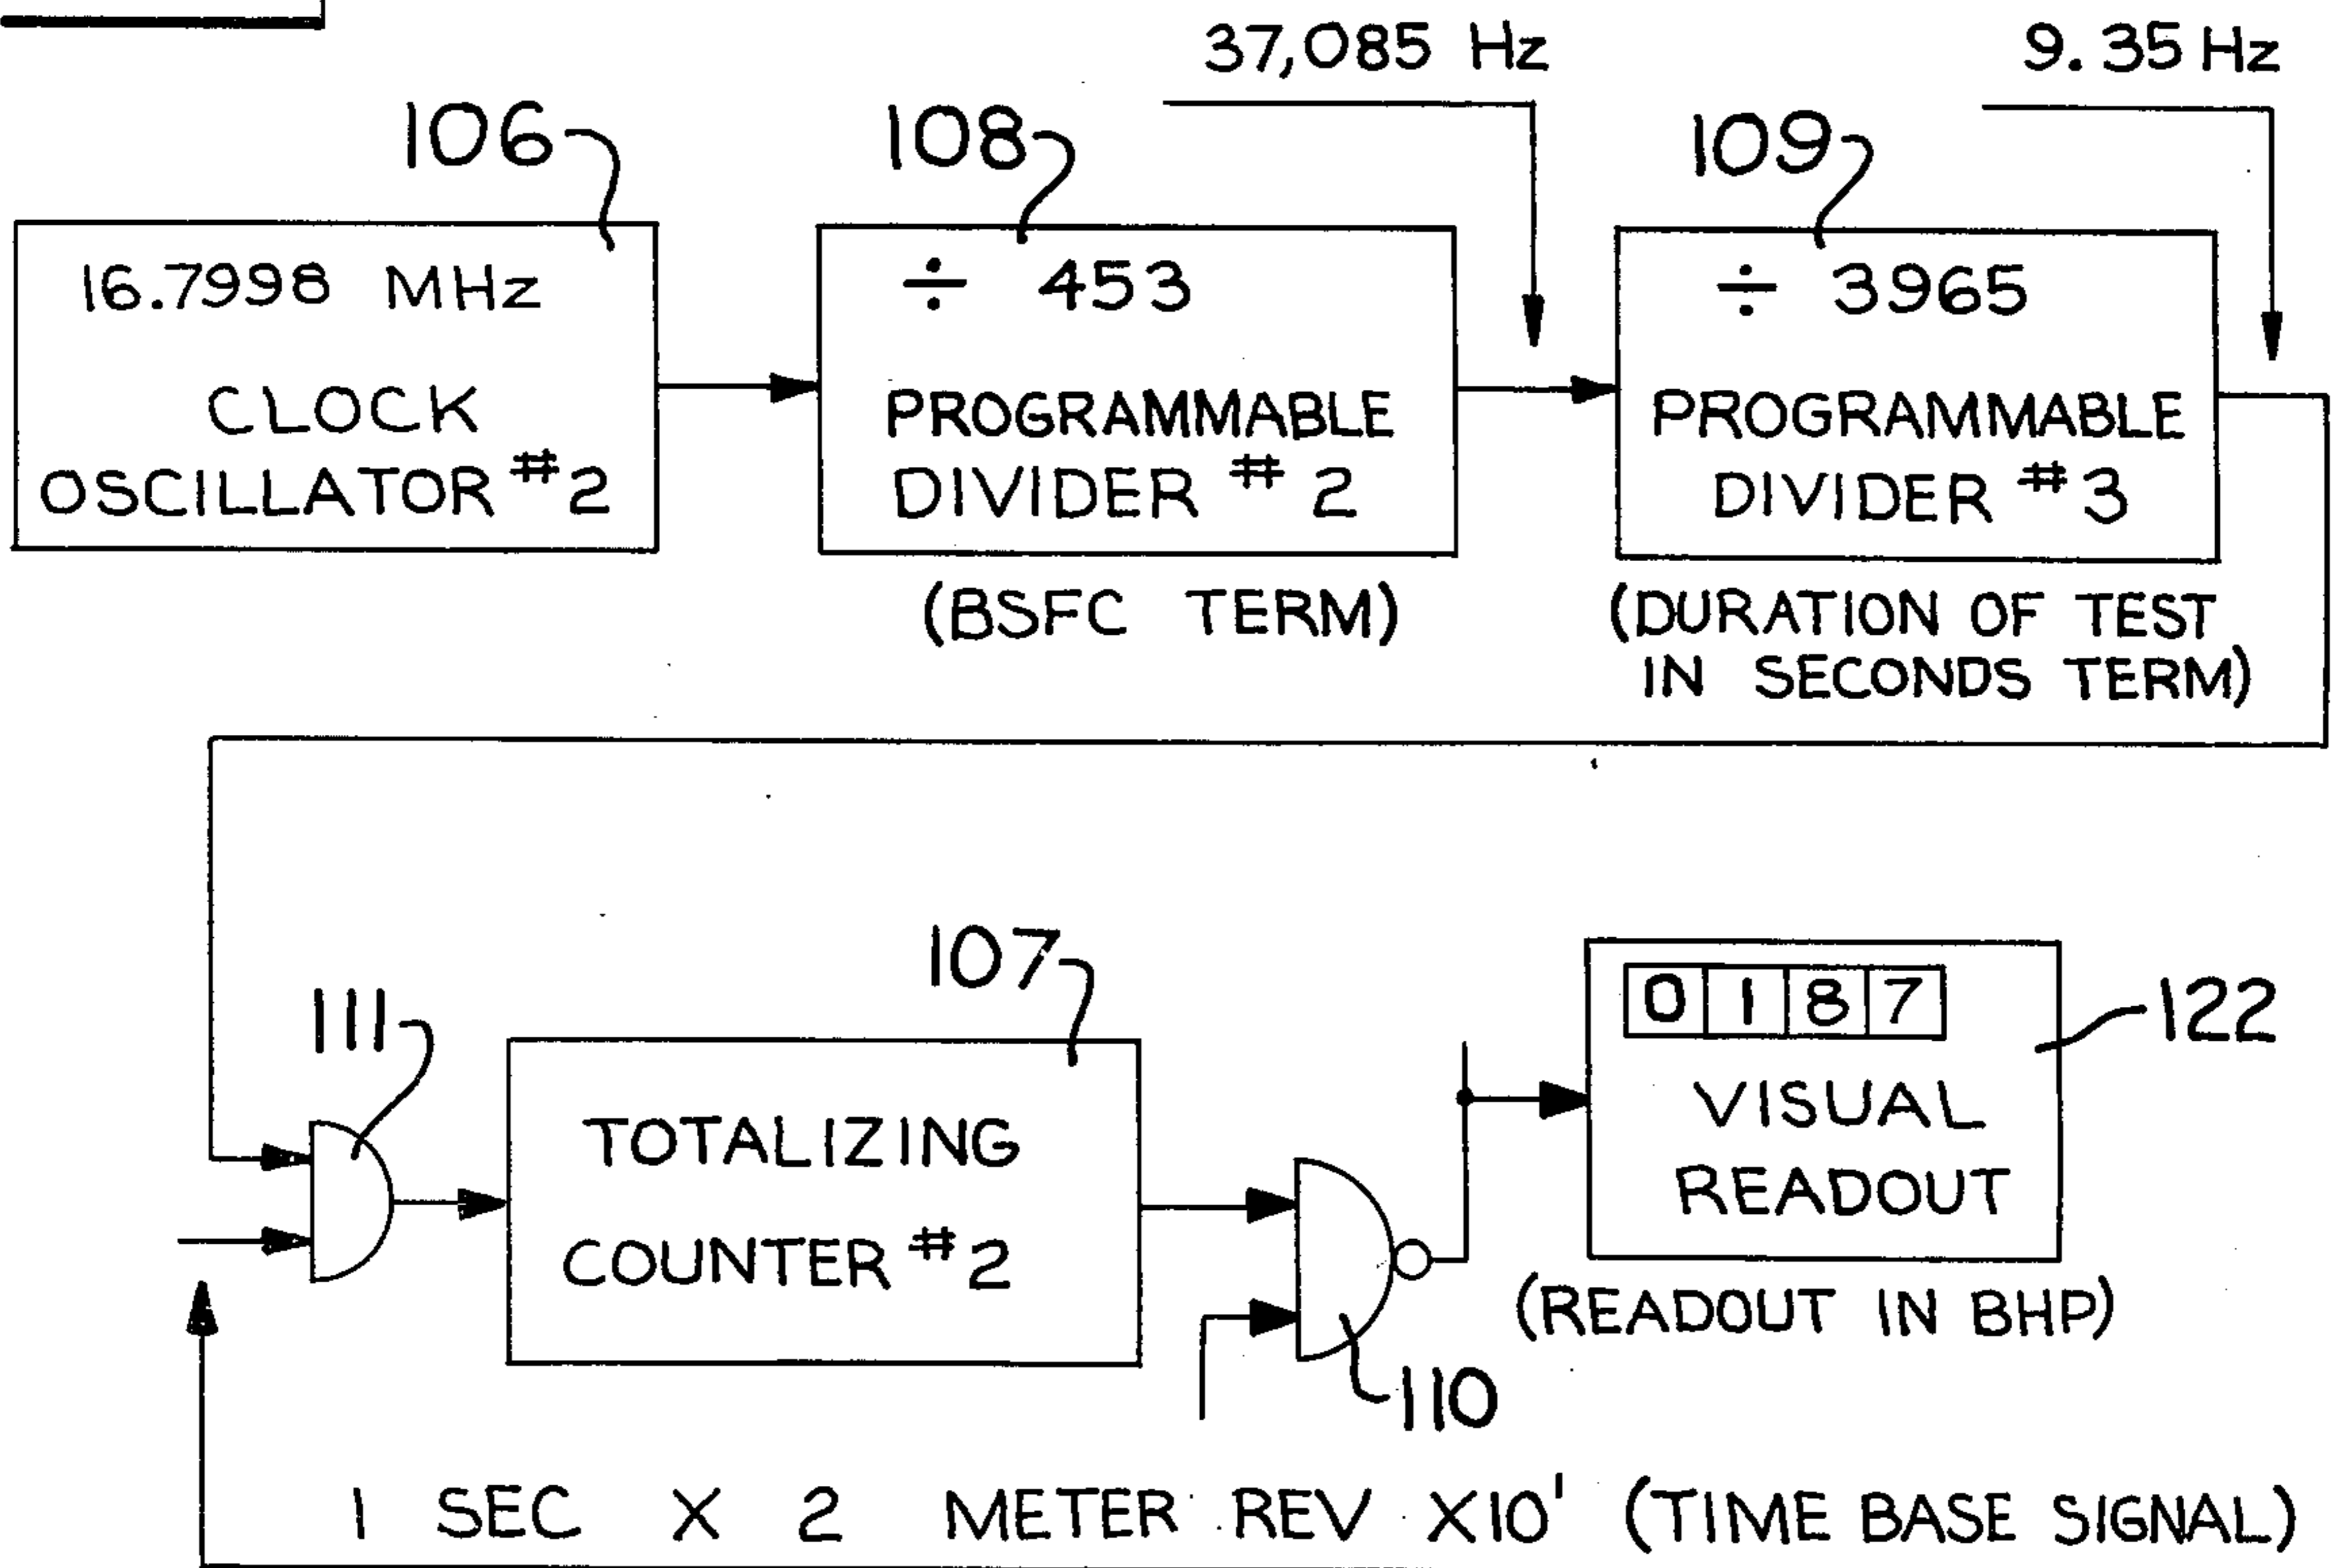 37,085 Hz
9.35 Hz
106
108
109
16.7998 MHz
CLOCK
OSCILLATOR #2
÷ 453
PROGRAMMABLE
DIVIDER # 2
(BSFC TERM)
÷ 3965
PROGRAMMABLE
DIVIDER #3
(DURATION OF TEST
IN SECONDS TERM)
111
107
TOTALIZING
COUNTER #2
110
0187
VISUAL
READOUT
122
(READOUT IN BHP)
1 SEC X 2 METER REV X10' (TIME BASE SIGNAL)